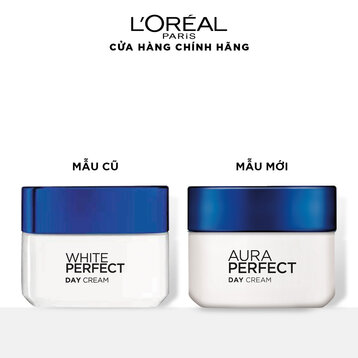 L'ORÉAL
PARIS
CỬA HÀNG CHÍNH HÃNG
MẪU CŨ
MẪU MỚI
WHITE
PERFECT
DAY CREAM
AURA
PERFECT
DAY CREAM